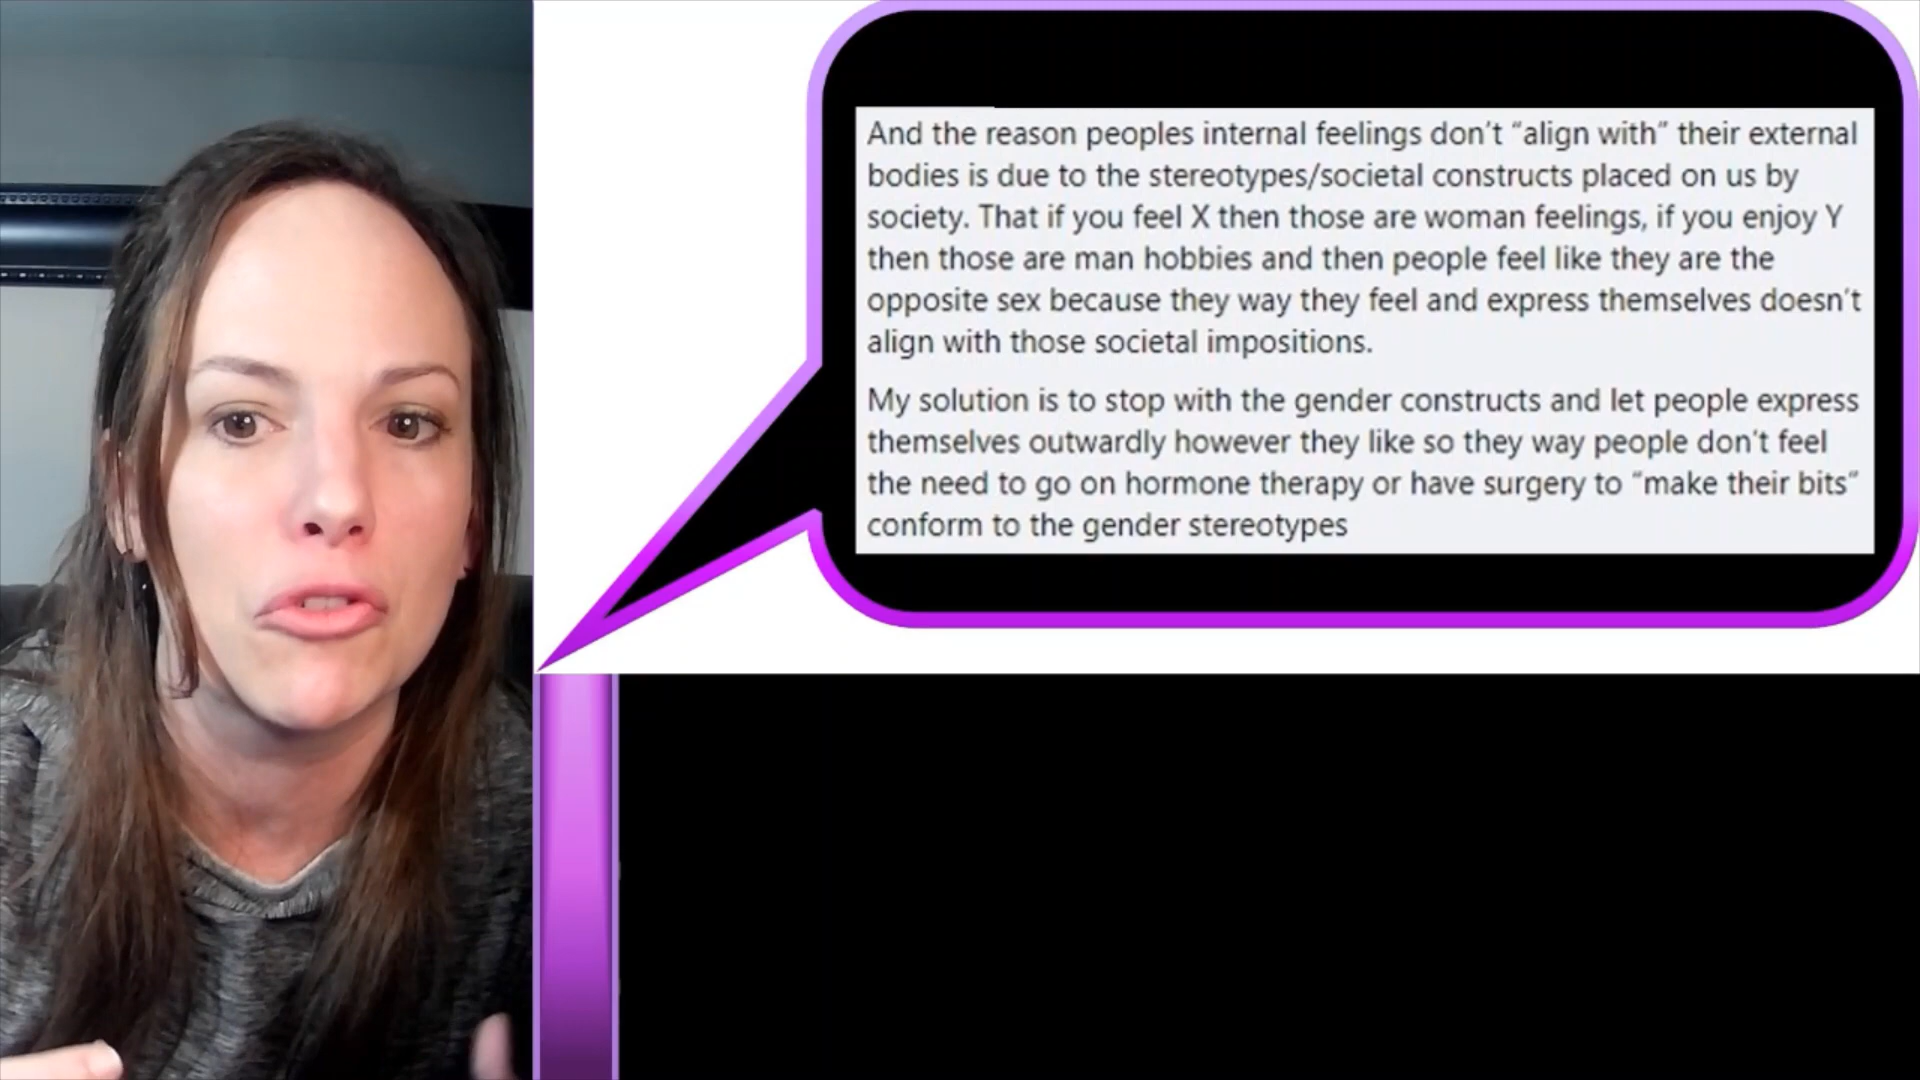 And the reason peoples internal feelings don't “align with” their external
bodies is due to the stereotypes/societal constructs placed on us by
society. That if you feel X then those are woman feelings, if you enjoy Y
then those are man hobbies and then people feel like they are the
opposite sex because they way they feel and express themselves doesn't
align with those societal impositions.
My solution is to stop with the gender constructs and let people express
themselves outwardly however they like so they way people don't feel
the need to go on hormone therapy or have surgery to “make their bits”
conform to the gender stereotypes